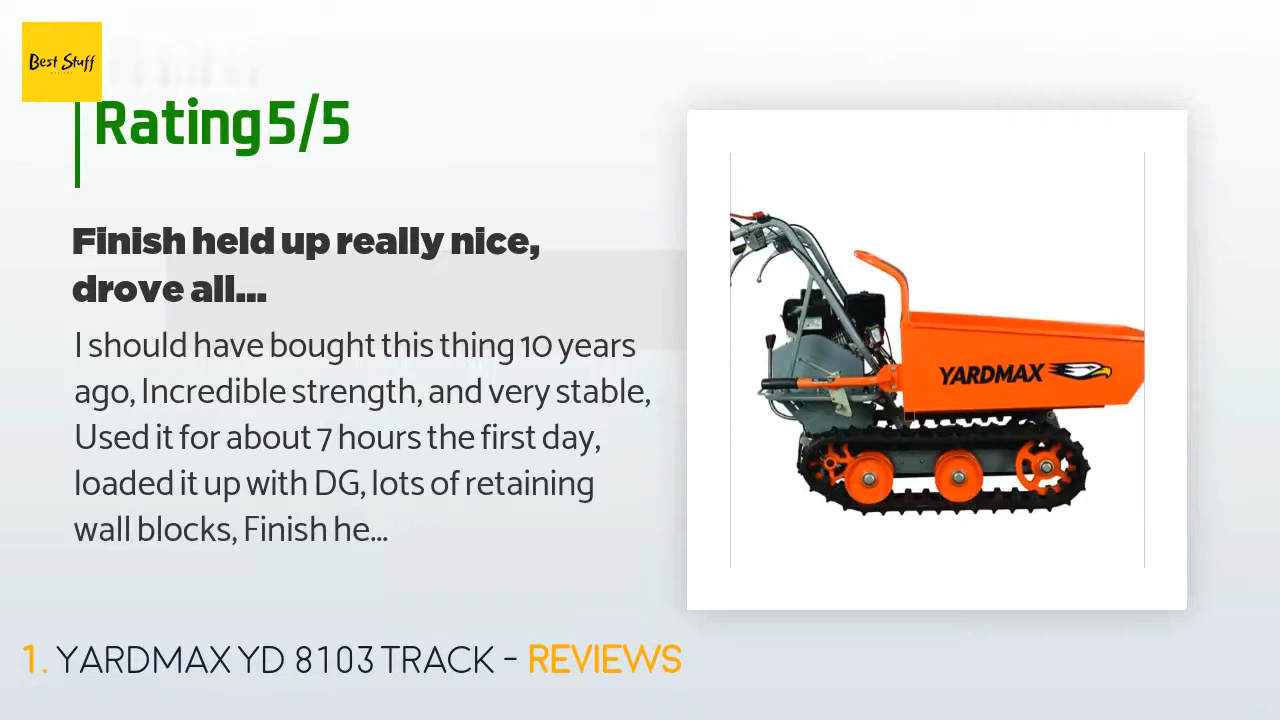 Best Stuff
Rating 5/5
Finish held up really nice,
drove all...
I should have bought this thing 10 years
ago, Incredible strength, and very stable,
Used it for about 7 hours the first day,
loaded it up with DG, lots of retaining
wall blocks, Finish he...
YARDMAX
1. YARDMAX YD 8103 TRACK - REVIEWS